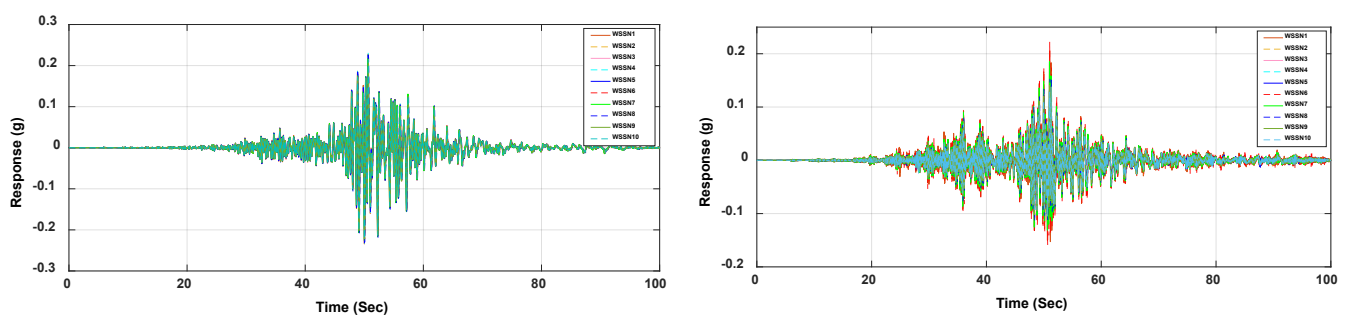 0.3
0.2
0.1
0
-0.1
-0.2
-0.3
Response (g)
0 20 40 60 80 100
Time (Sec)
WSSN1
WSSN2
WSSN3
WSSN4
WSSN5
WSSN6
WSSN7
WSSN8
WSSN9
WSSN10
0.2
0.1
0
-0.1
-0.2
Response (g)
0 20 40 60 80 100
Time (Sec)
WSSN1
WSSN2
WSSN3
WSSN4
WSSN5
WSSN6
WSSN7
WSSN8
WSSN9
WSSN10